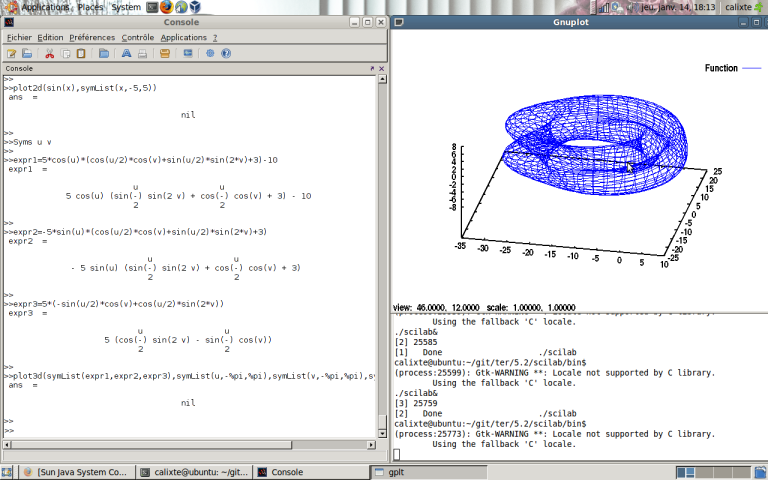 Applications Places System jeu. janv. 14, 18:13 calixte
Console
Fichier Edition Préférences Contrôle Applications ?
Console
>>
>>plot2d(sin(x),symList(x,-5,5))
ans =
nil
>>
>>Syms u v
>>
>>expr1=5*cos(u)*(cos(u/2)*cos(v)+sin(u/2)*sin(2*v)+3)-10
expr1 =
u u
5 cos(u) (sin(-) sin(2 v) + cos(-) cos(v) + 3) - 10
2 2
>>
>>expr2=-5*sin(u)*(cos(u/2)*cos(v)+sin(u/2)*sin(2*v)+3)
expr2 =
u u
- 5 sin(u) (sin(-) sin(2 v) + cos(-) cos(v) + 3)
2 2
>>
>>expr3=5*(-sin(u/2)*cos(v)+cos(u/2)*sin(2*v))
expr3 =
u u
5 (cos(-) sin(2 v) - sin(-) cos(v))
2 2
>>
>>plot3d(symList(expr1,expr2,expr3),symList(u,-%pi,%pi),symList(v,-%pi,%pi),sy
ans =
nil
>>
>>
Gnuplot
Function
8
6
4
2
0
-2
-4
-6
-8
-35 -30 -25 -20 -15 -10 -5 0 5 10
25
20
15
10
5
0
-5
-10
-15
-20
-25
view: 46.0000, 12.0000 scale: 1.00000, 1.00000
Using the fallback 'C' locale.
./scilab&
[2] 25585
[1] Done ./scilab
calixte@ubuntu:~/git/ter/5.2/scilab/bin$
(process:25599): Gtk-WARNING **: Locale not supported by C library.
Using the fallback 'C' locale.
./scilab&
[3] 25759
[2] Done ./scilab
calixte@ubuntu:~/git/ter/5.2/scilab/bin$
(process:25773): Gtk-WARNING **: Locale not supported by C library.
Using the fallback 'C' locale.
[Sun Java System Co... calixte@ubuntu: ~/git... Console gplt